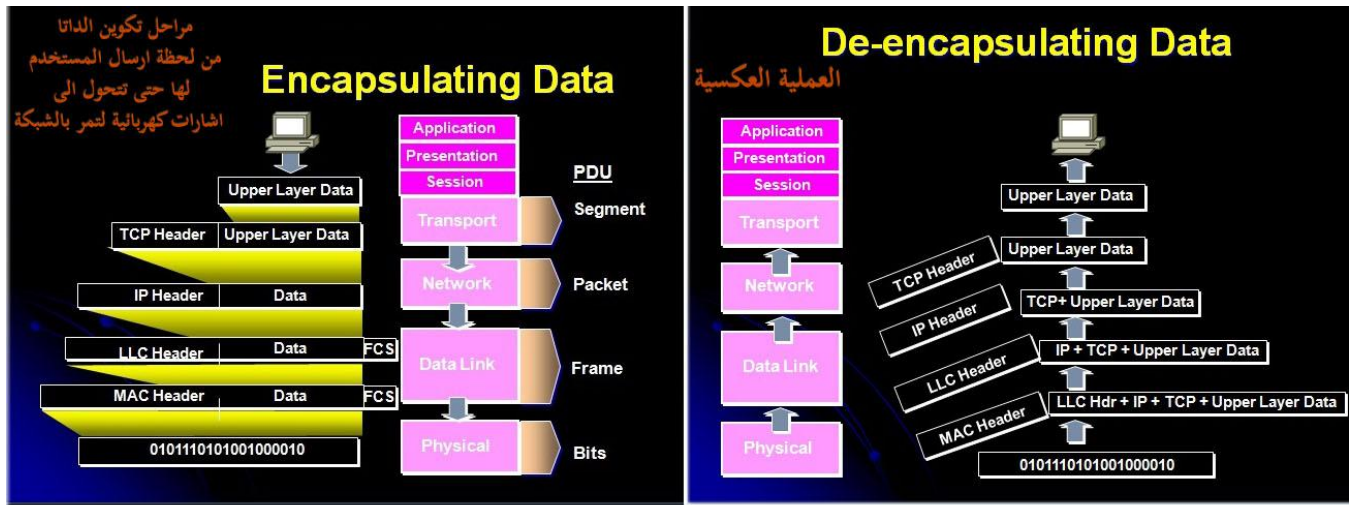 مراحل تكوين الداتا
من لحظة ارسال المستخدم
لها حتى تتحول الى
اشارات كهربائية لتمر بالشبكة
Encapsulating Data
Upper Layer Data
TCP Header Upper Layer Data
IP Header Data
LLC Header Data FCS
MAC Header Data FCS
0101110101001000010
Application
Presentation
Session
Transport
Network
Data Link
Physical
PDU
Segment
Packet
Frame
Bits
De-encapsulating Data
العملية العكسية
Application
Presentation
Session
Transport
Network
Data Link
Physical
Upper Layer Data
Upper Layer Data
TCP Header
TCP+ Upper Layer Data
IP Header
IP + TCP + Upper Layer Data
LLC Header
LLC Hdr + IP + TCP + Upper Layer Data
MAC Header
0101110101001000010